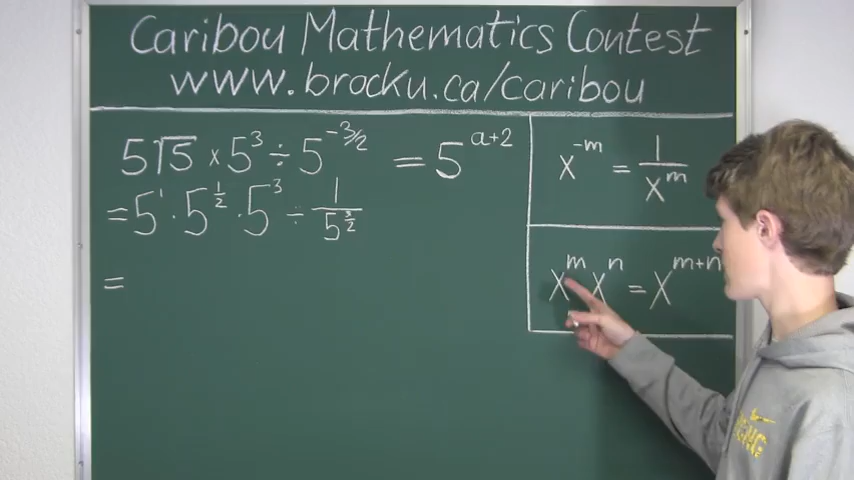 Caribou Mathematics Contest
www.brocku.ca/caribou
5√5 × 5³ ÷ 5^(-3/2) = 5^(a+2)
= 5¹ · 5^(1/2) · 5³ ÷ 1/5^(3/2)
=
x^(-m) = 1/x^m
x^m x^n = x^(m+n)